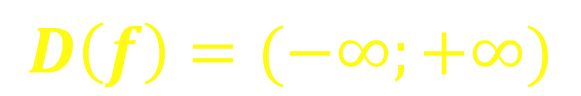 D(f) = (−∞; +∞)